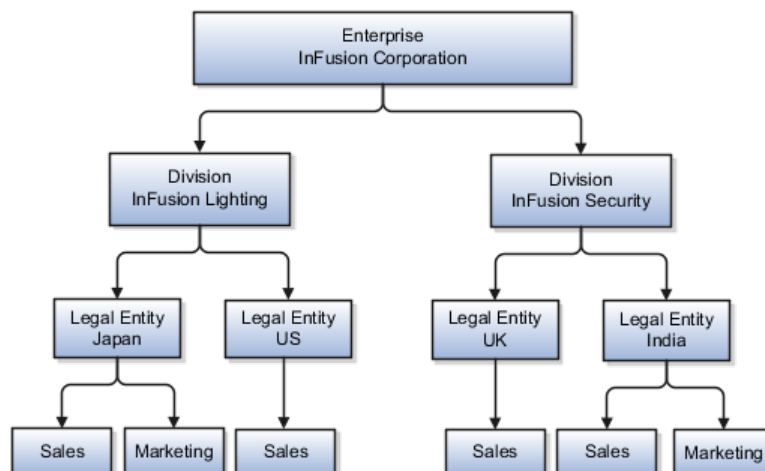 Enterprise
InFusion Corporation
Division
InFusion Lighting
Division
InFusion Security
Legal Entity
Japan
Legal Entity
US
Legal Entity
UK
Legal Entity
India
Sales
Marketing
Sales
Sales
Sales
Marketing